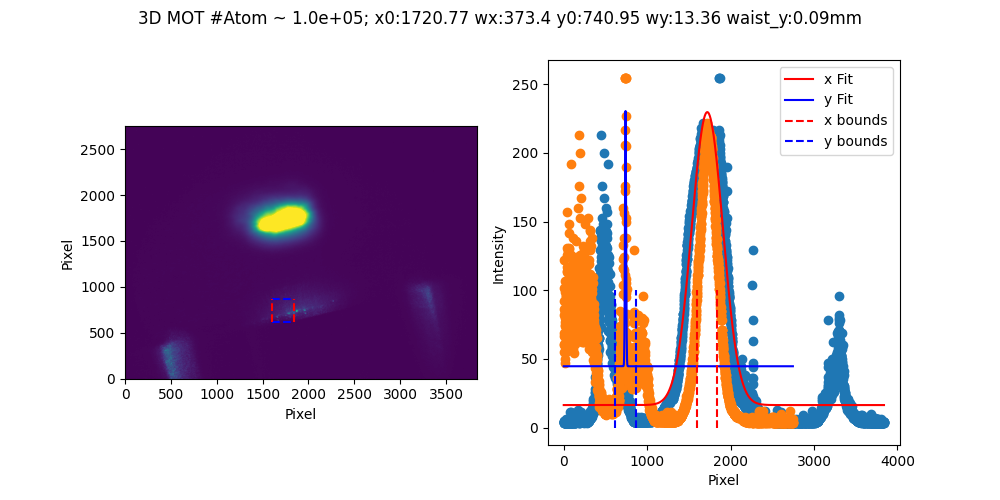 3D MOT #Atom ~ 1.0e+05; x0:1720.77 wx:373.4 y0:740.95 wy:13.36 waist_y:0.09mm
2500
2000
1500
1000
500
0
Pixel
0 500 1000 1500 2000 2500 3000 3500
Pixel
250
200
150
100
50
0
Intensity
x Fit
y Fit
x bounds
y bounds
0 1000 2000 3000 4000
Pixel